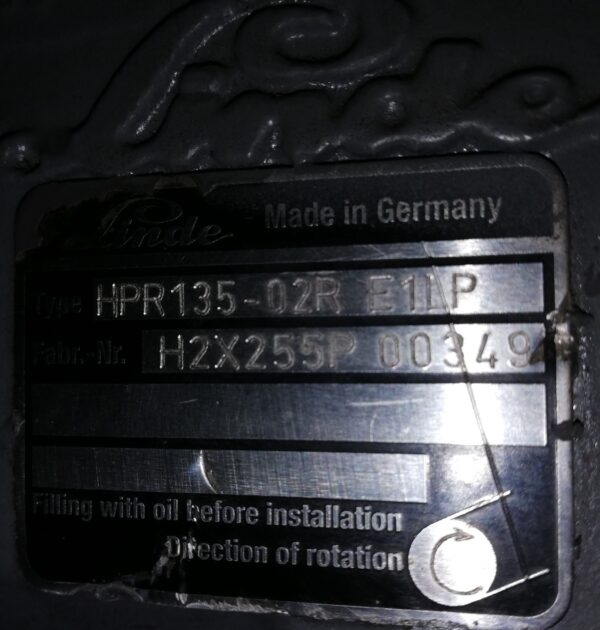 Linde
Linde Made in Germany
Type HPR135-02R E1LP
Fabr.-Nr. H2X255P 00349
Filling with oil before installation
Direction of rotation